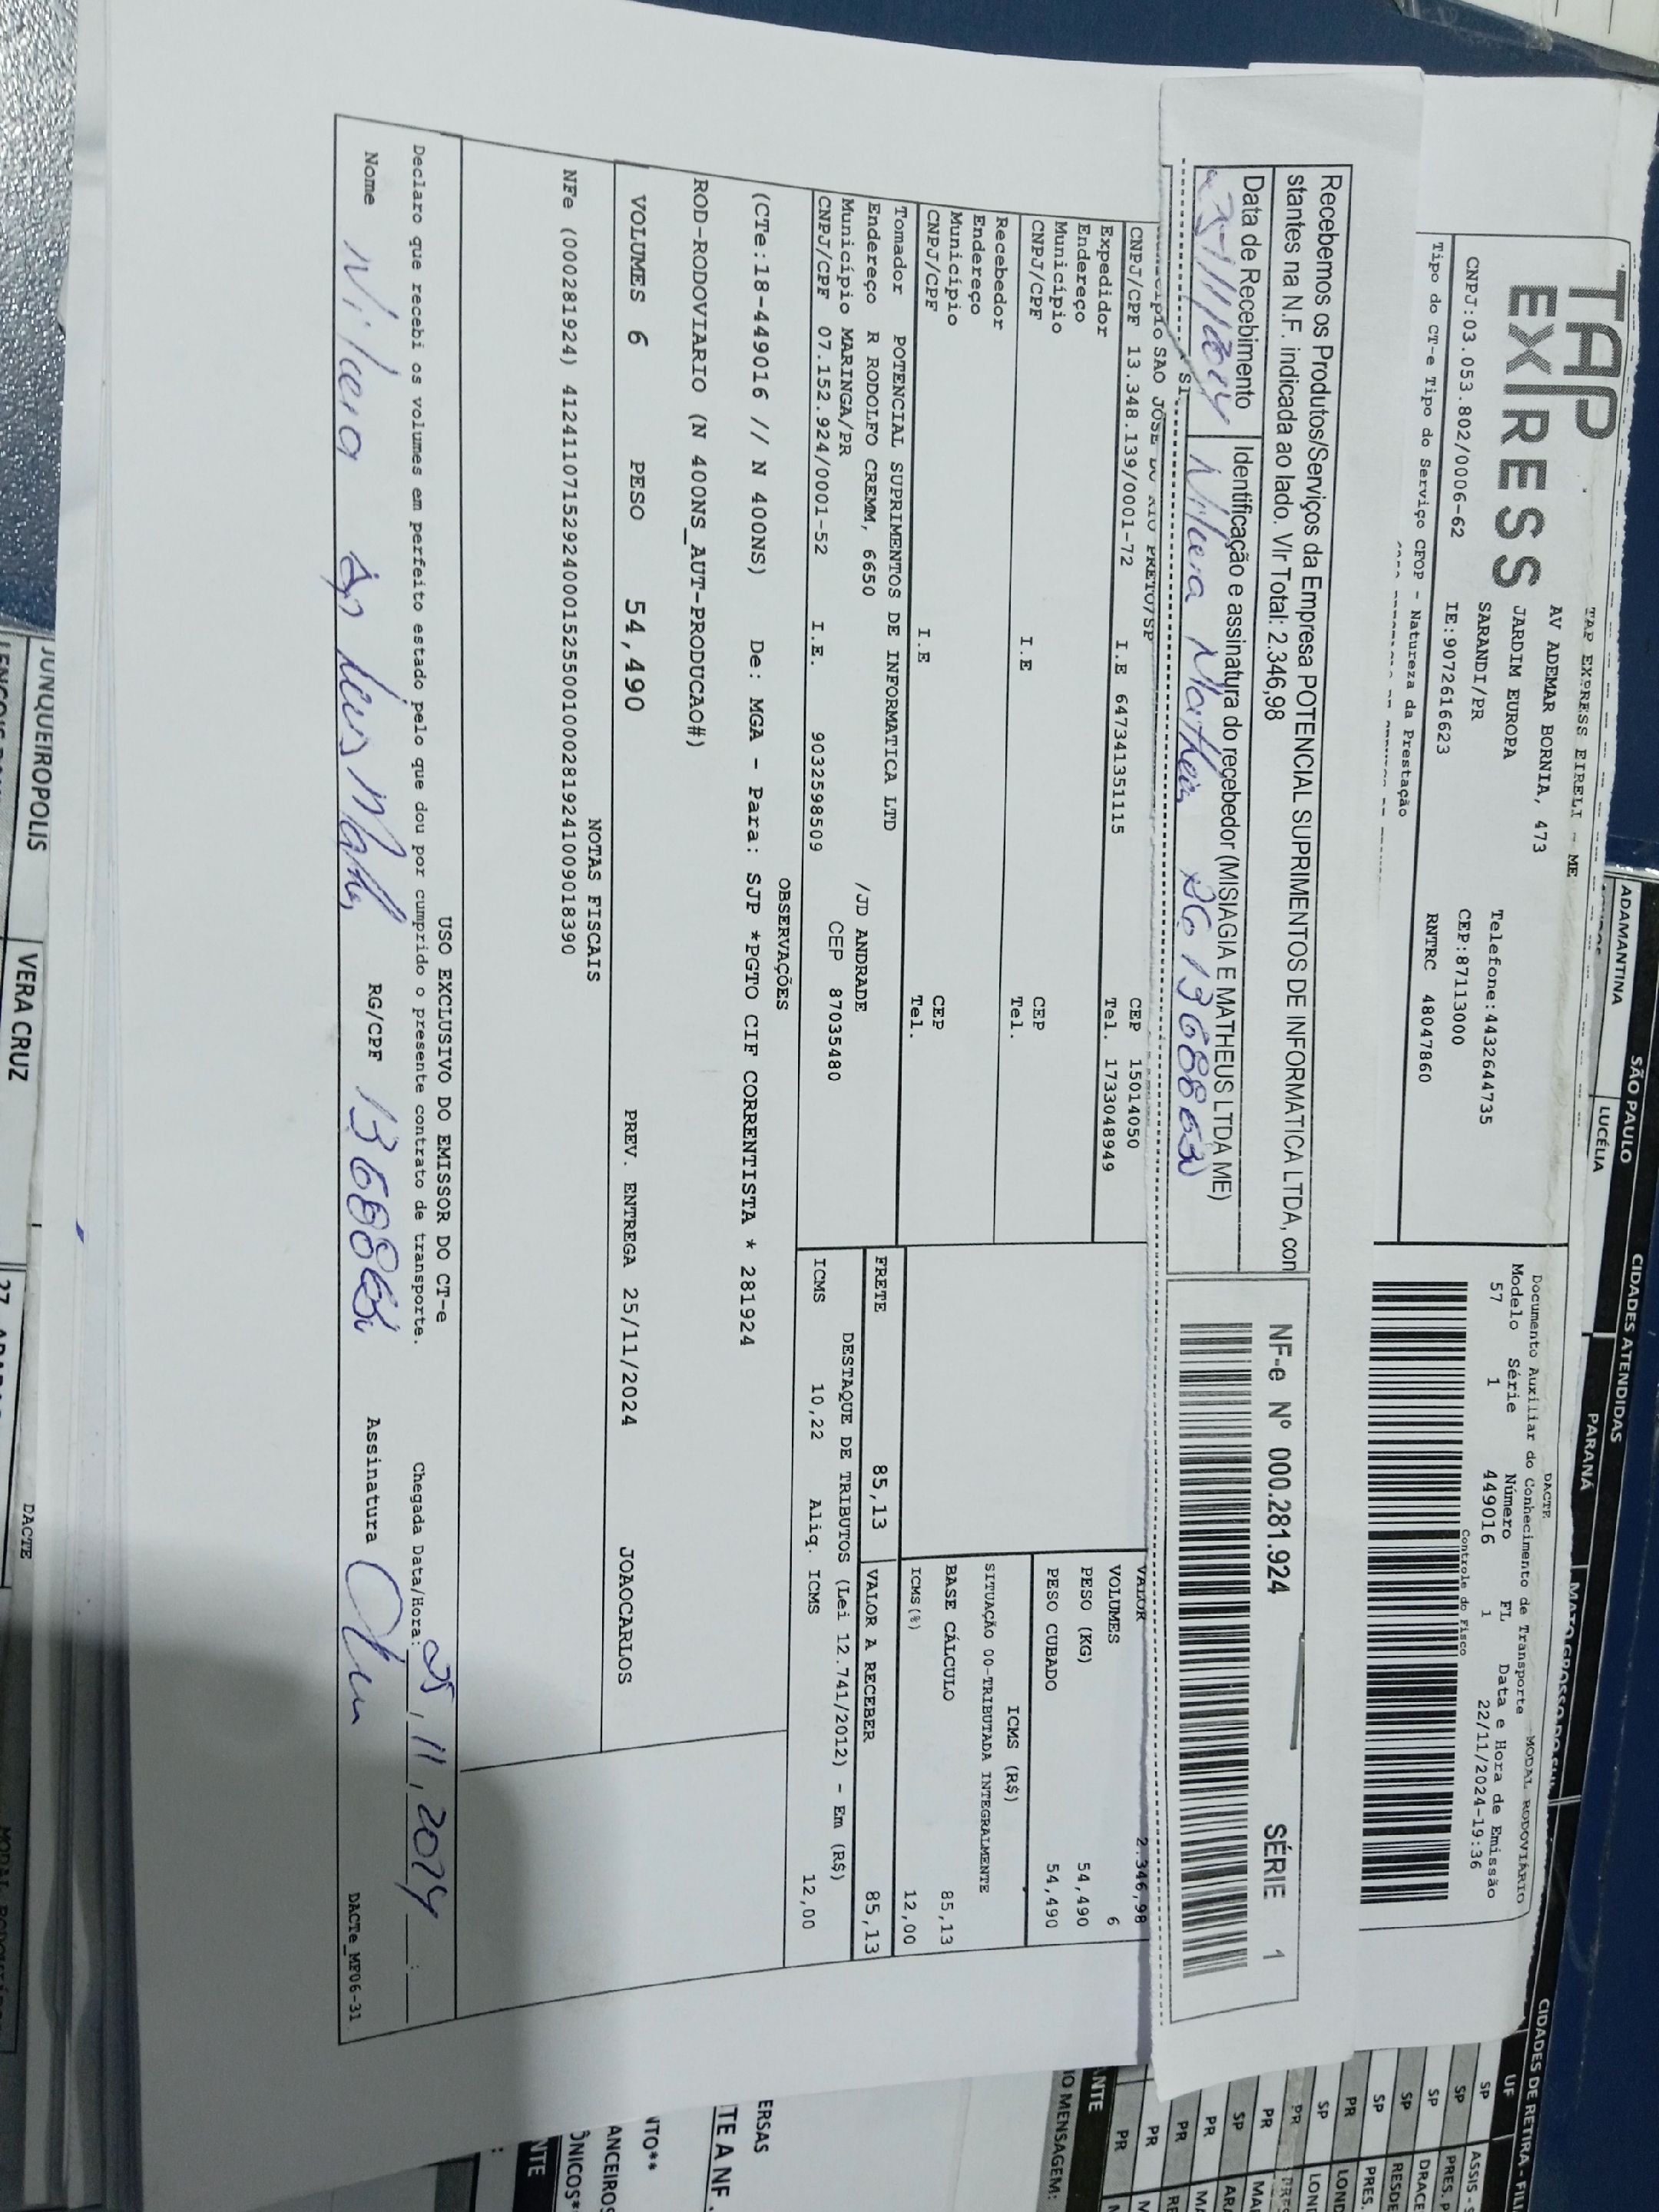 TAP
EXPRESS
TAP EXPRESS EIRELI - ME
AV ADEMAR BORNIA, 473
JARDIM EUROPA
SARANDI/PR
Telefone:4432644735
CEP:87113000
CNPJ:03.053.802/0006-62
IE:9072616623
RNTRC 48047860
Tipo do CT-e Tipo do Serviço CFOP - Natureza da Prestação
DACTE
Documento Auxiliar do Conhecimento de Transporte
MODAL RODOVIÁRIO
Modelo Série Número FL Data e Hora de Emissão
57 1 449016 1 22/11/2024-19:36
Controle do Fisco
Recebemos os Produtos/Serviços da Empresa POTENCIAL SUPRIMENTOS DE INFORMATICA LTDA, con
stantes na N.F. indicada ao lado. Vlr Total: 2.346,98
Data de Recebimento
Identificação e assinatura do recebedor (MISIAGIA E MATHEUS LTDA ME)
NF-e Nº 000.281.924 SÉRIE 1
CNPJ/CPF 13.348.139/0001-72 I.E 647341351115
CEP 15014050
Expedidor
Tel. 1733048949
Endereço
Município
CNPJ/CPF I.E CEP
Tel.
Recebedor
Endereço
Município
CNPJ/CPF I.E CEP
Tel.
Tomador POTENCIAL SUPRIMENTOS DE INFORMATICA LTD
Endereço R RODOLFO CREMM, 6650 /JD ANDRADE
Município MARINGA/PR CEP 87035480
CNPJ/CPF 07.152.924/0001-52 I.E. 9032598509
VALOR 2.346,98
VOLUMES 6
PESO (KG) 54,490
PESO CUBADO 54,490
ICMS (R$)
SITUAÇÃO 00-TRIBUTADA INTEGRALMENTE
BASE CÁLCULO 85,13
ICMS(%) 12,00
FRETE 85,13 VALOR A RECEBER 85,13
DESTAQUE DE TRIBUTOS (Lei 12.741/2012) - Em (R$)
ICMS 10,22 Aliq. ICMS 12,00
OBSERVAÇÕES
(CTe:18-449016 // N 400NS) De: MGA - Para: SJP *PGTO CIF CORRENTISTA * 281924
ROD-RODOVIARIO (N 400NS_AUT-PRODUCAO#)
VOLUMES 6 PESO 54,490 PREV. ENTREGA 25/11/2024 JOAOCARLOS
NOTAS FISCAIS
NFe (000281924) 41241107152924000152550010002819241009018390
USO EXCLUSIVO DO EMISSOR DO CT-e
Declaro que recebi os volumes em perfeito estado pelo que dou por cumprido o presente contrato de transporte.
Chegada Data/Hora: 25, 11, 2024
Nome RG/CPF Assinatura
DACTe_MF06-31
CIDADES ATENDIDAS
SÃO PAULO
PARANÁ
ADAMANTINA
LUCÉLIA
CIDADES DE RETIRA - FIL
UF
JUNQUEIROPOLIS
VERA CRUZ
DACTE